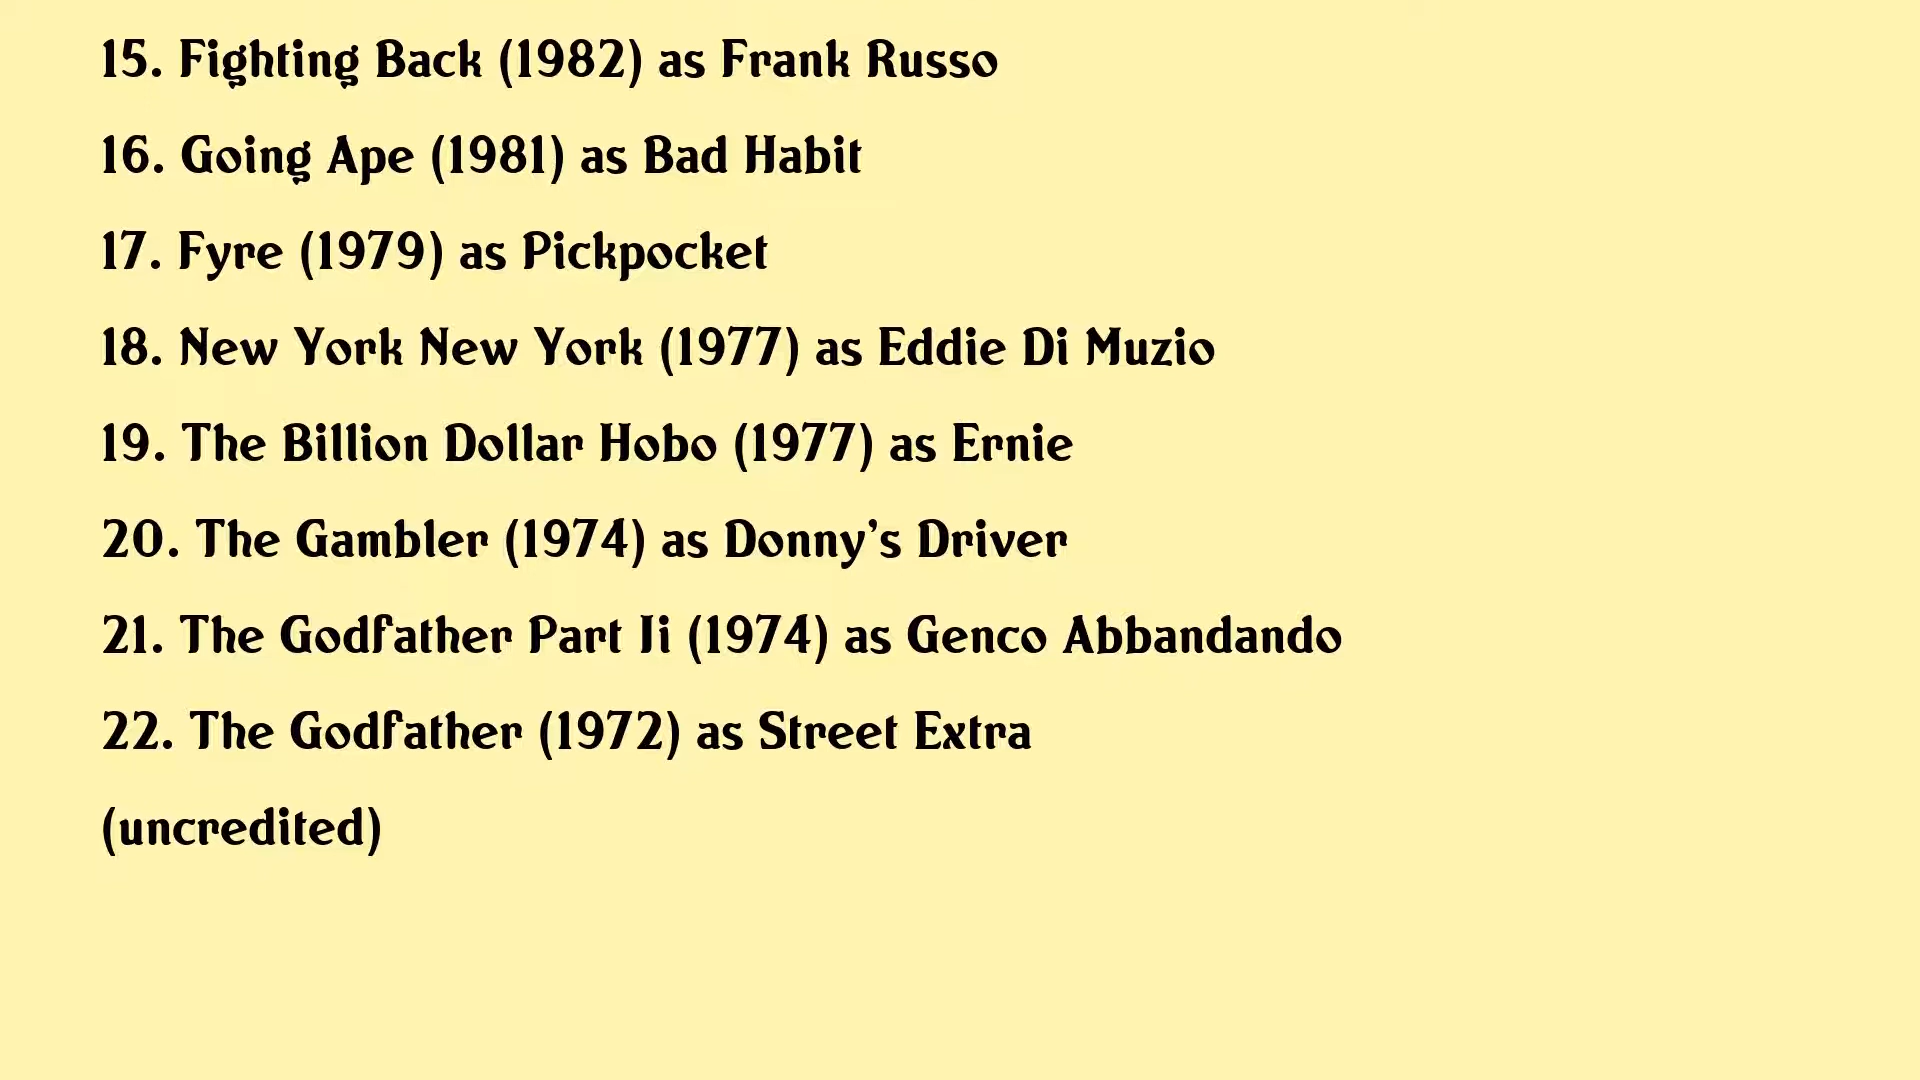 15. Fighting Back (1982) as Frank Russo
16. Going Ape (1981) as Bad Habit
17. Fyre (1979) as Pickpocket
18. New York New York (1977) as Eddie Di Muzio
19. The Billion Dollar Hobo (1977) as Ernie
20. The Gambler (1974) as Donny’s Driver
21. The Godfather Part Ii (1974) as Genco Abbandando
22. The Godfather (1972) as Street Extra
(uncredited)